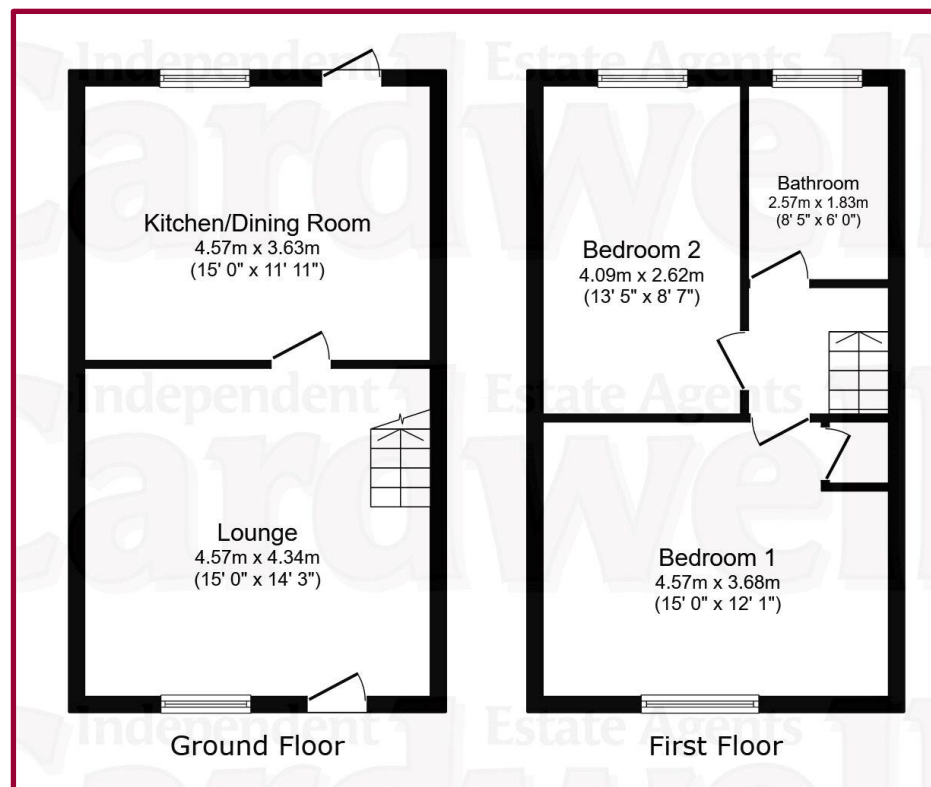 Independent Estate Agents
Cardwell
Kitchen/Dining Room
4.57m x 3.63m
(15' 0" x 11' 11")
Independent
Lounge
4.57m x 4.34m
(15' 0" x 14' 3")
Independent
Ground Floor
Bathroom
2.57m x 1.83m
(8' 5" x 6' 0")
Bedroom 2
4.09m x 2.62m
(13' 5" x 8' 7")
Estate Agents
Bedroom 1
4.57m x 3.68m
(15' 0" x 12' 1")
Estate Agents
First Floor